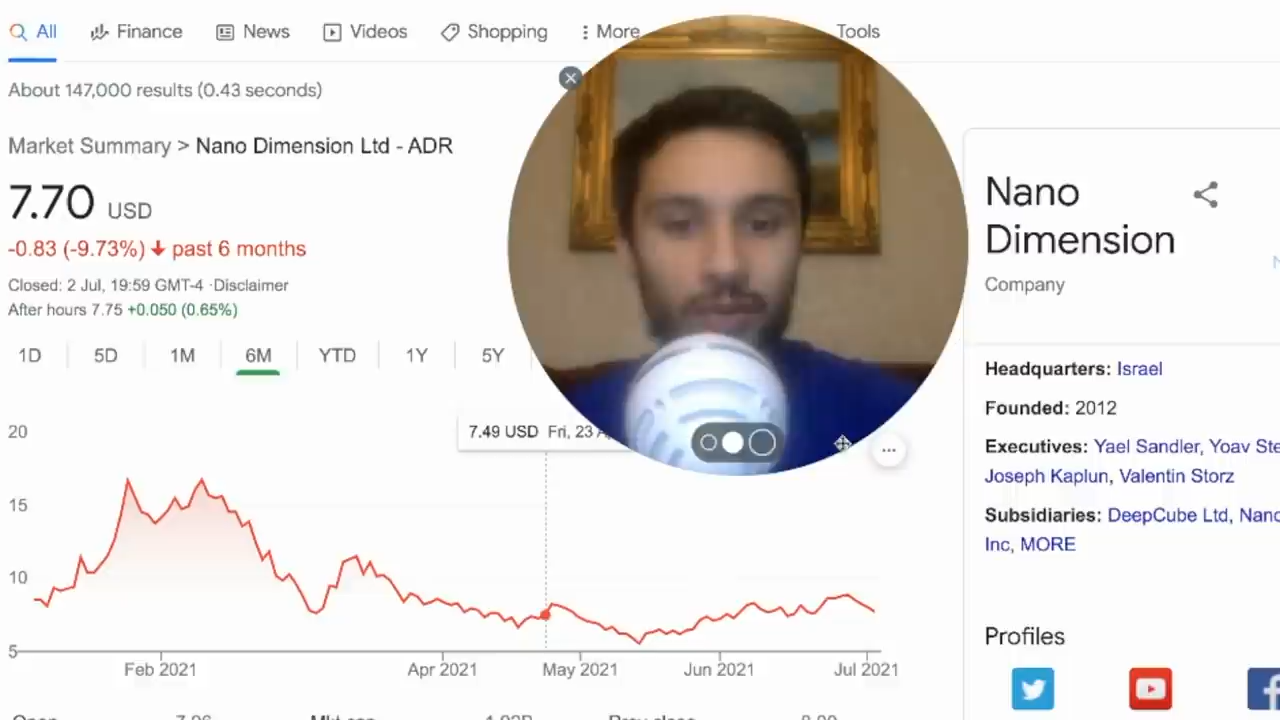 All Finance News Videos Shopping More Tools
About 147,000 results (0.43 seconds)
Market Summary > Nano Dimension Ltd - ADR
7.70 USD
-0.83 (-9.73%) past 6 months
Closed: 2 Jul, 19:59 GMT-4 ·Disclaimer
After hours 7.75 +0.050 (0.65%)
1D 5D 1M 6M YTD 1Y 5Y
7.49 USD Fri, 23
20
15
10
5
Feb 2021 Apr 2021 May 2021 Jun 2021 Jul 2021
Nano
Dimension
Company
Headquarters: Israel
Founded: 2012
Executives: Yael Sandler, Yoav Ste
Joseph Kaplun, Valentin Storz
Subsidiaries: DeepCube Ltd, Nano
Inc, MORE
Profiles